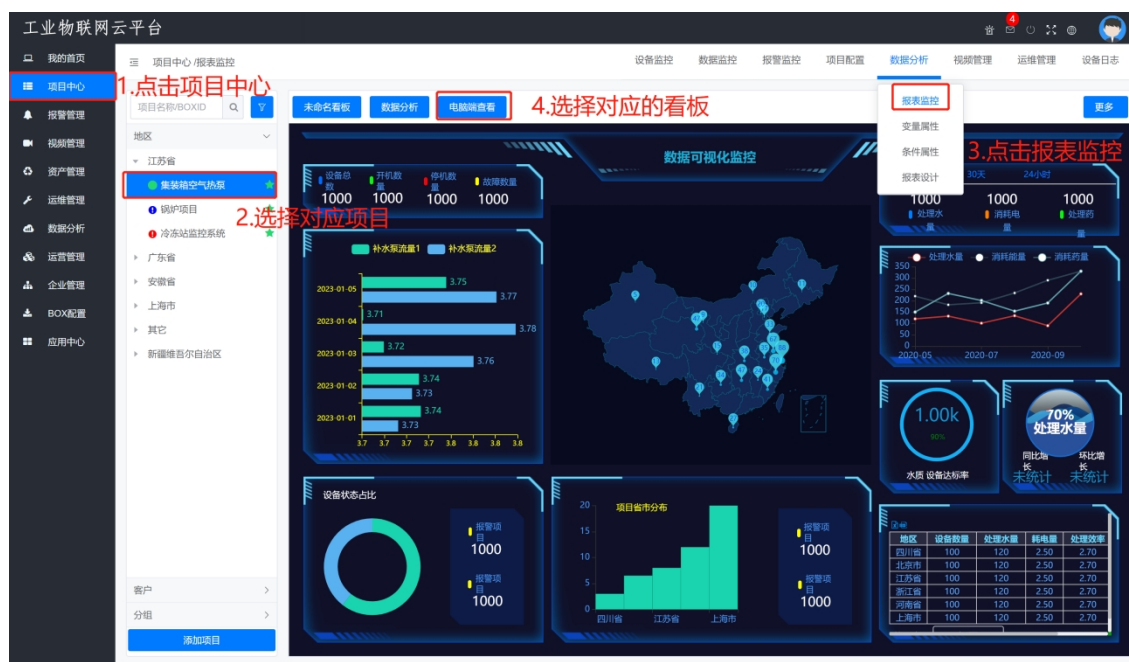 工业物联网云平台
4
我的首页
项目中心 /报表监控
设备监控 数据监控 报警监控 项目配置 数据分析 视频管理 运维管理 设备日志
项目中心
1.点击项目中心
报警管理
视频管理
资产管理
运维管理
数据分析
运营管理
企业管理
BOX配置
应用中心
项目名称/BOXID
地区
江苏省
集装箱空气热泵
2.选择对应项目
锅炉项目
冷冻站监控系统
广东省
安徽省
上海市
其它
新疆维吾尔自治区
客户
分组
添加项目
未命名看板 数据分析 电脑端查看
4.选择对应的看板
更多
报表监控
变量属性
条件属性
报表设计
3.点击报表监控
数据可视化监控
30天 24小时
设备总数 开机数量 停机数量 故障数量
1000 1000 1000 1000
1000 1000 1000
处理水量 消耗电量 处理药量
补水泵流量1 补水泵流量2
2023-01-05 3.75
3.77
2023-01-04 3.71
3.78
2023-01-03 3.72
3.76
2023-01-02 3.74
3.73
2023-01-01 3.74
3.73
3.7 3.7 3.7 3.7 3.8 3.8 3.8 3.8
处理水量 消耗能量 消耗药量
350
300
250
200
150
100
50
0
2020-05 2020-07 2020-09
1.00k
90%
水质 设备达标率
70%
处理水量
同比增长 环比增长
未统计 未统计
设备状态占比
报警项目
1000
报警项目
1000
项目省市分布
20
15
10
5
0
四川省 江苏省 上海市
报警项目
1000
报警项目
1000
地区 设备数量 处理水量 耗电量 处理效率
四川省 100 120 2.50 2.70
北京市 100 120 2.50 2.70
江苏省 100 120 2.50 2.70
浙江省 100 120 2.50 2.70
河南省 100 120 2.50 2.70
上海市 100 120 2.50 2.70